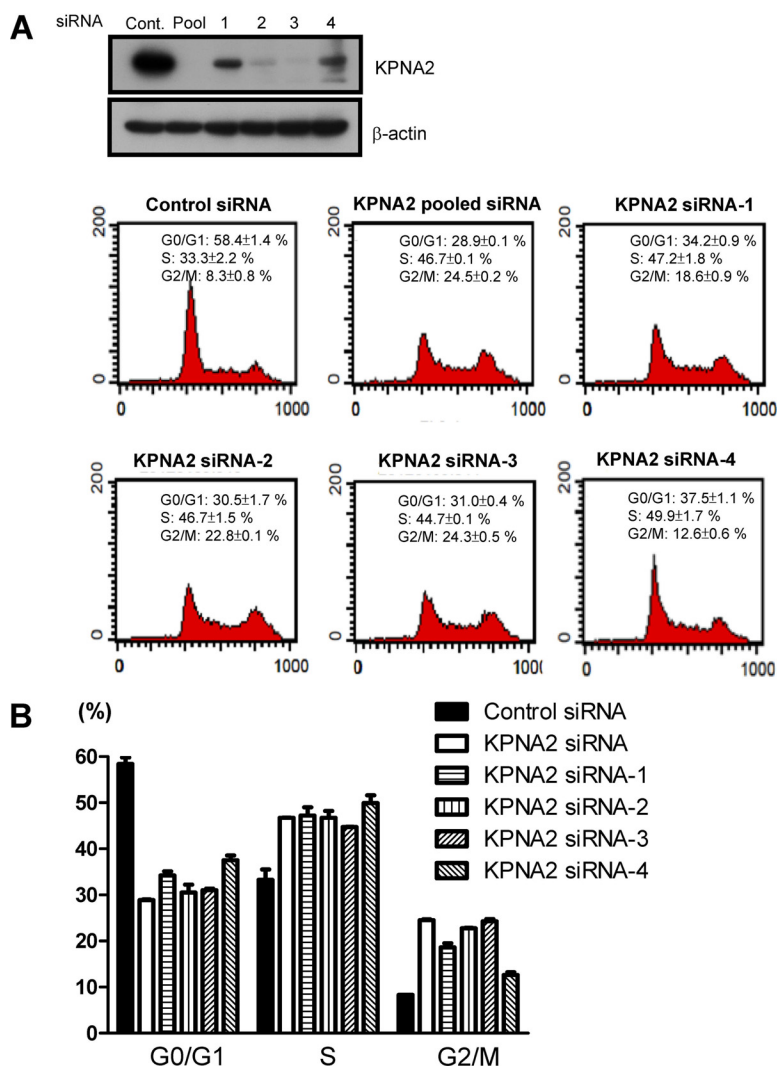 A
siRNA Cont. Pool 1 2 3 4
KPNA2
β-actin
Control siRNA
200
0
G0/G1: 58.4±1.4 %
S: 33.3±2.2 %
G2/M: 8.3±0.8 %
0 1000
KPNA2 pooled siRNA
200
0
G0/G1: 28.9±0.1 %
S: 46.7±0.1 %
G2/M: 24.5±0.2 %
0 1000
KPNA2 siRNA-1
200
0
G0/G1: 34.2±0.9 %
S: 47.2±1.8 %
G2/M: 18.6±0.9 %
0 1000
KPNA2 siRNA-2
200
0
G0/G1: 30.5±1.7 %
S: 46.7±1.5 %
G2/M: 22.8±0.1 %
0 1000
KPNA2 siRNA-3
200
0
G0/G1: 31.0±0.4 %
S: 44.7±0.1 %
G2/M: 24.3±0.5 %
0 1000
KPNA2 siRNA-4
200
0
G0/G1: 37.5±1.1 %
S: 49.9±1.7 %
G2/M: 12.6±0.6 %
0 1000
B
(%)
60
50
40
30
20
10
0
G0/G1 S G2/M
Control siRNA
KPNA2 siRNA
KPNA2 siRNA-1
KPNA2 siRNA-2
KPNA2 siRNA-3
KPNA2 siRNA-4